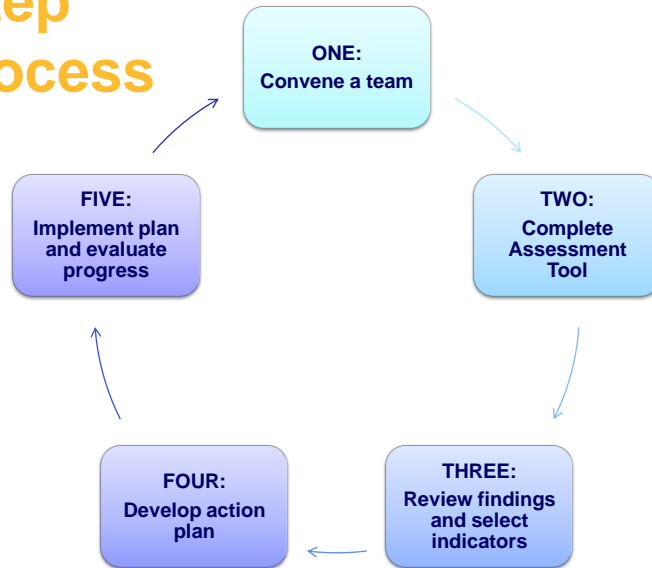 ONE:
Convene a team
TWO:
Complete
Assessment
Tool
THREE:
Review findings
and select
indicators
FOUR:
Develop action
plan
FIVE:
Implement plan
and evaluate
progress